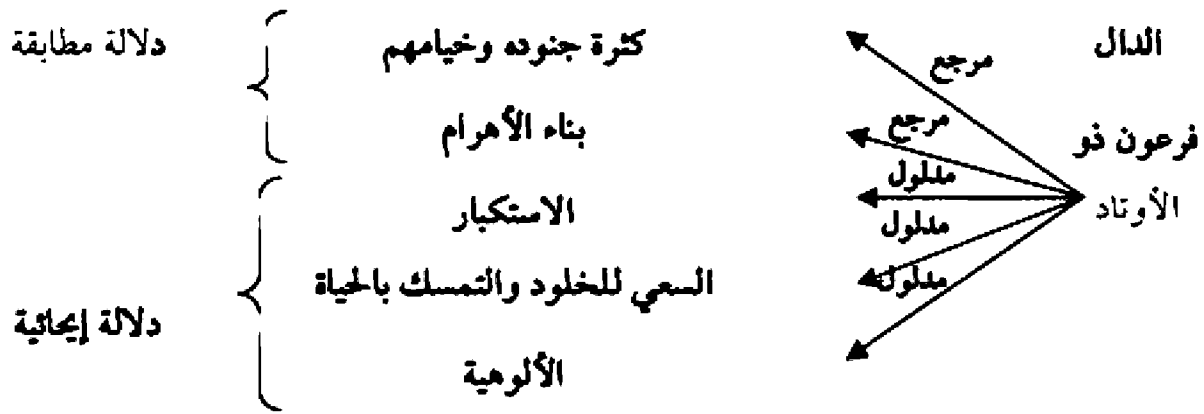 الدال
فرعون ذو
الأوتاد
مرجع
مرجع
مدلول
مدلول
مدلول
كثرة جنوده وخيامهم
بناء الأهرام
الاستكبار
السعي للخلود والتمسك بالحياة
الألوهية
دلالة مطابقة
دلالة إيحائية